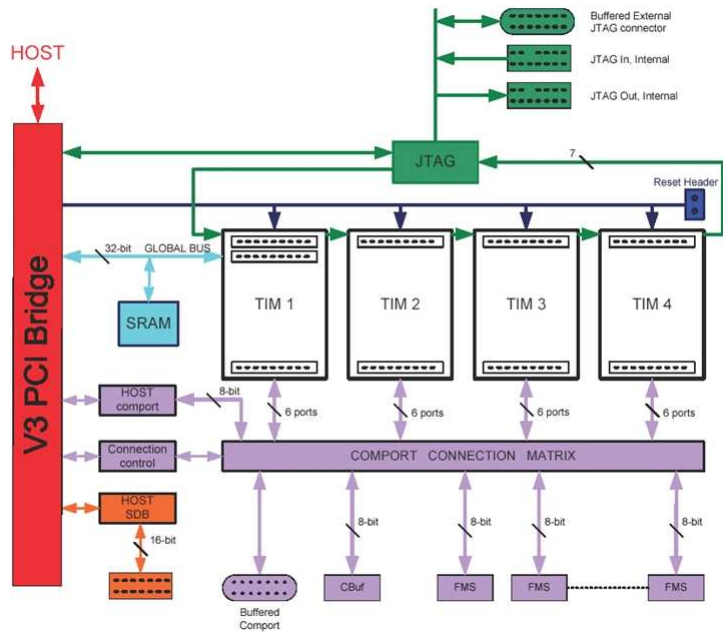 Buffered External
JTAG connector
HOST
JTAG In, Internal
JTAG Out, Internal
JTAG
7
Reset Header
32-bit
GLOBAL BUS
TIM 1
TIM 2
TIM 3
TIM 4
SRAM
V3 PCI Bridge
HOST
comport
8-bit
6 ports
6 ports
6 ports
6 ports
Connection
control
COMPORT CONNECTION MATRIX
HOST
SDB
16-bit
8-bit
8-bit
8-bit
8-bit
CBuf
FMS
FMS
FMS
Buffered
Comport